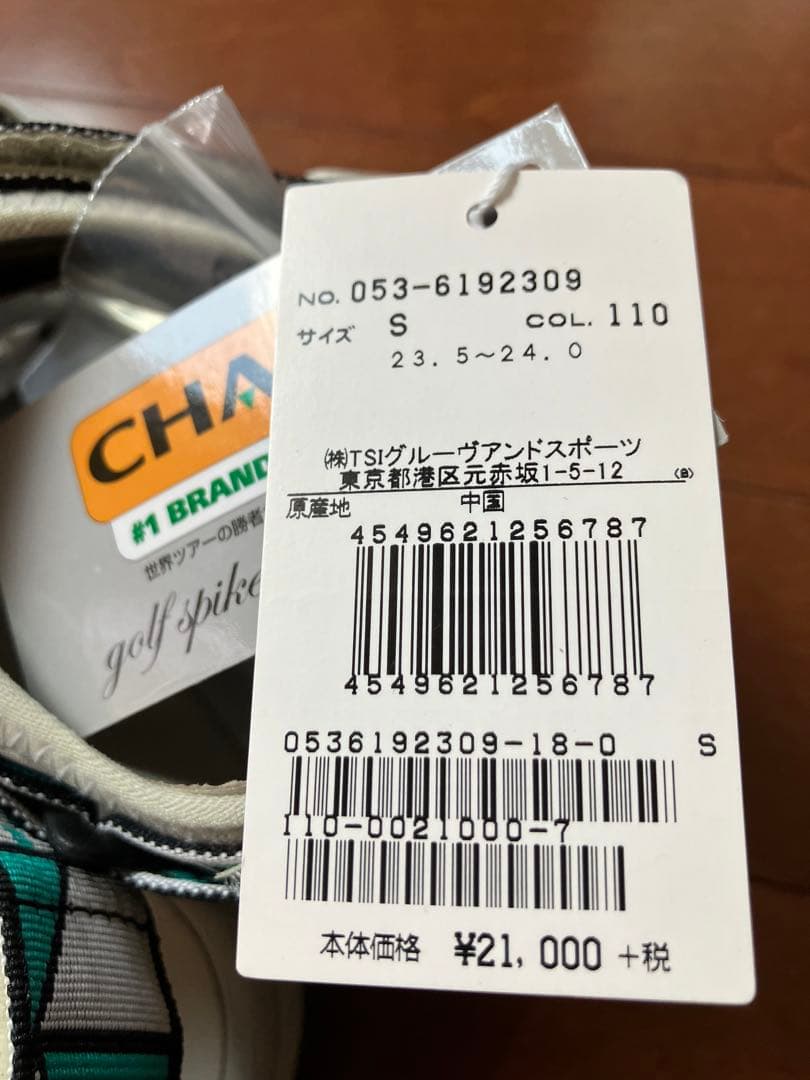 NO. 053-6192309
サイズ S COL. 110
23.5～24.0
㈱TSIグルーヴアンドスポーツ
東京都港区元赤坂1-5-12 (B)
原産地 中国
4549621256787
4549621256787
0536192309-18-0 S
110-0021000-7
本体価格 ¥21,000 +税
CHA
#1 BRAND
世界ツアーの勝者
golf spike